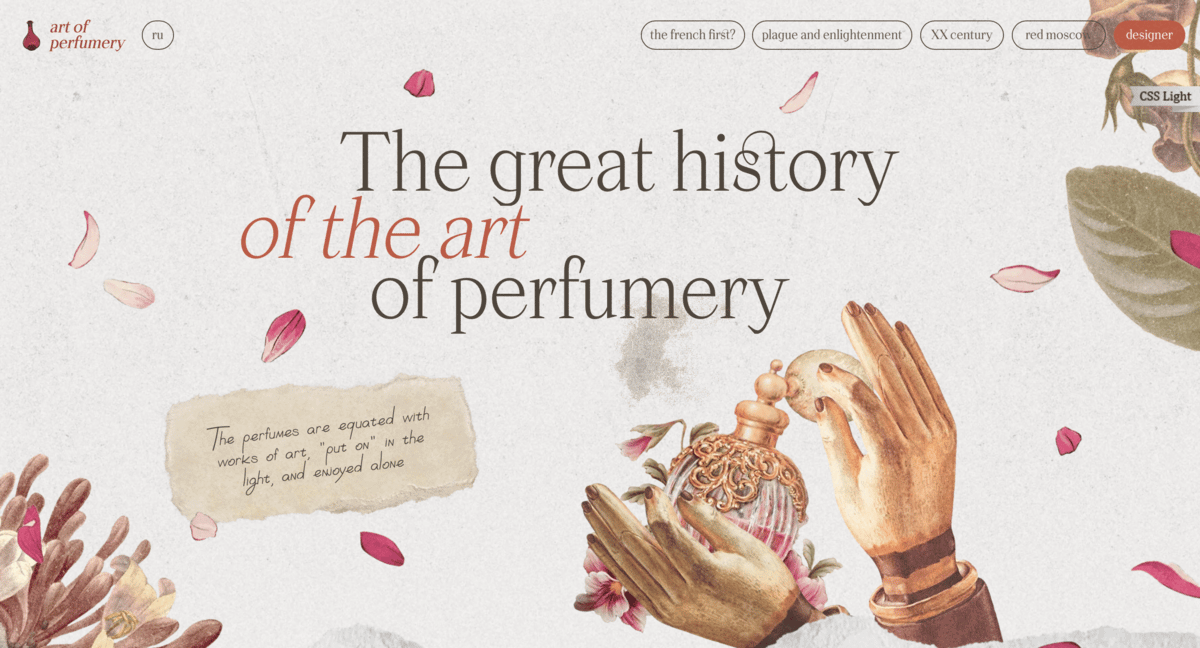 art of
perfumery
ru
the french first?
plague and enlightenment
XX century
red moscow
designer
CSS Light
The great history
of the art
of perfumery
The perfumes are equated with
works of art, "put on" in the
light, and enjoyed alone